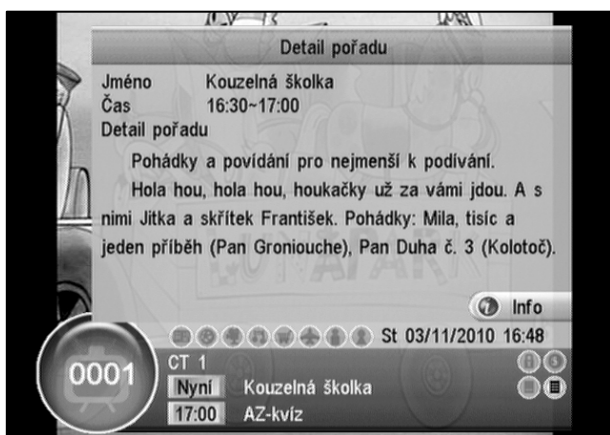 Detail pořadu
Jméno Kouzelná školka
Čas 16:30~17:00
Detail pořadu
Pohádky a povídání pro nejmenší k podívání.
Hola hou, hola hou, houkačky už za vámi jdou. A s
nimi Jitka a skřítek František. Pohádky: Mila, tisíc a
jeden příběh (Pan Groniouche), Pan Duha č. 3 (Kolotoč).
LUNAPARK
Info
St 03/11/2010 16:48
0001
CT 1
Nyní Kouzelná školka
17:00 AZ-kvíz